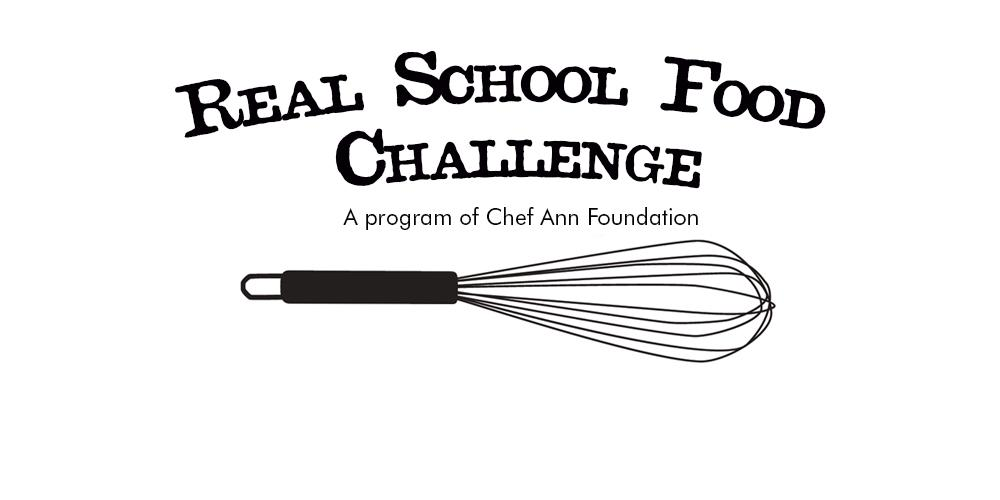 Real School Food
Challenge
A program of Chef Ann Foundation